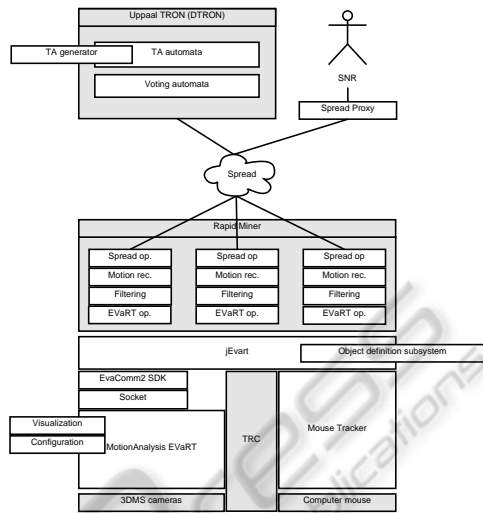 Uppaal TRON (DTRON)
TA generator
TA automata
Voting automata
SNR
Spread Proxy
Spread
Rapid Miner
Spread op.
Spread op
Spread op
Motion rec.
Motion rec.
Motion rec.
Filtering
Filtering
Filtering
EVaRT op.
EVaRT op.
EVaRT op.
jEvart
Object definition subsystem
EvaComm2 SDK
Socket
Visualization
Configuration
MotionAnalysis EVaRT
TRC
Mouse Tracker
3DMS cameras
Computer mouse